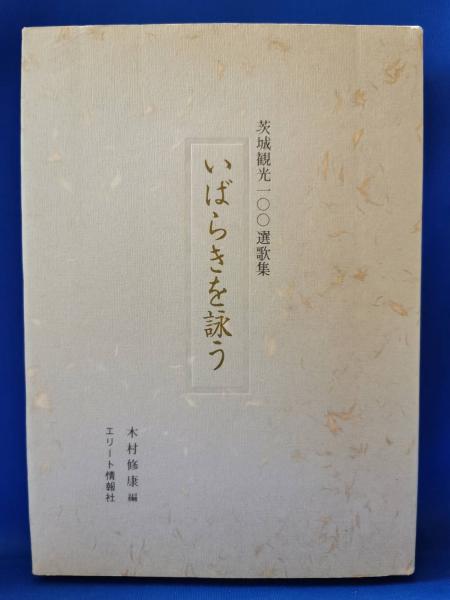 茨城観光一〇〇選歌集
いばらきを詠う
木村修康 編
エリート情報社